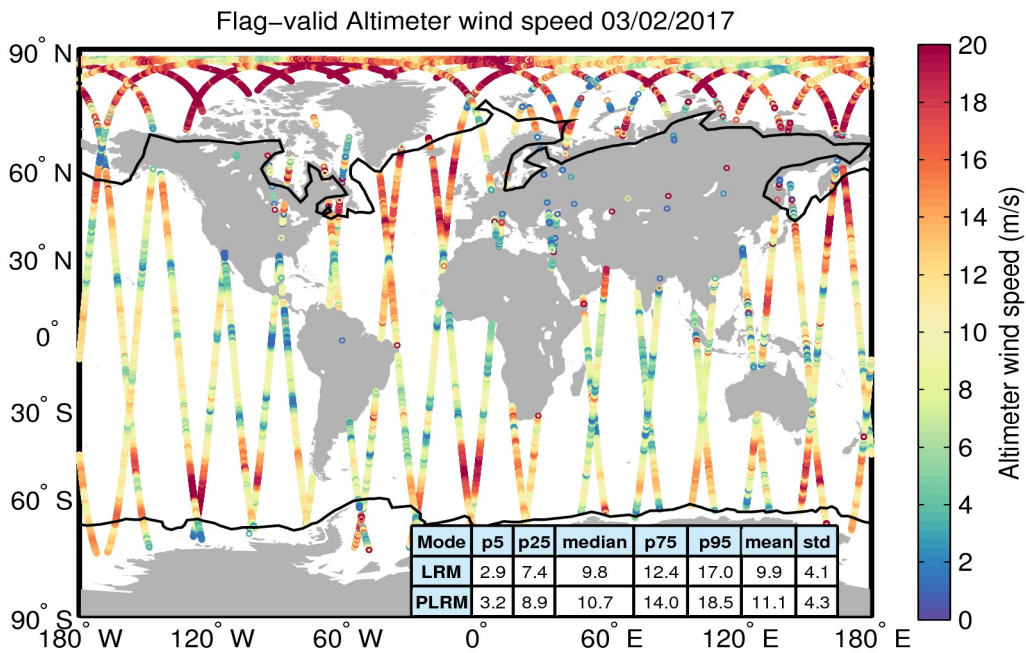 Flag−valid Altimeter wind speed 03/02/2017
90° N
60° N
30° N
0°
30° S
60° S
90° S
180° W
120° W
60° W
0°
60° E
120° E
180° E
Mode p5 p25 median p75 p95 mean std
LRM 2.9 7.4 9.8 12.4 17.0 9.9 4.1
PLRM 3.2 8.9 10.7 14.0 18.5 11.1 4.3
20
18
16
14
12
10
8
6
4
2
0
Altimeter wind speed (m/s)